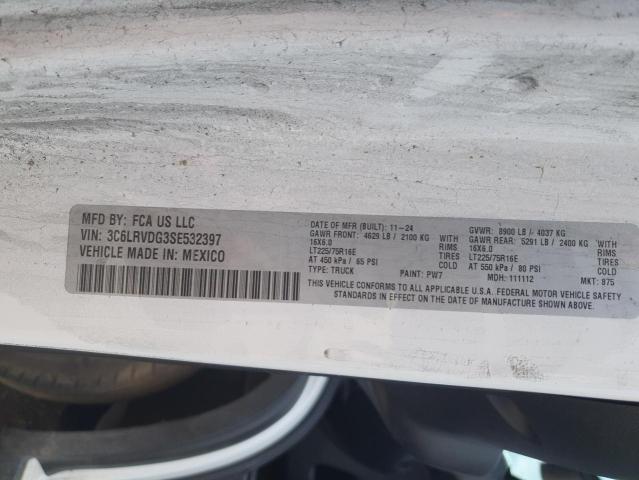 MFD BY: FCA US LLC
VIN: 3C6LRVDG3SE532397
VEHICLE MADE IN: MEXICO
DATE OF MFR (BUILT): 11-24 GVWR: 8900 LB / 4037 KG
GAWR FRONT: 4629 LB / 2100 KG WITH GAWR REAR: 5291 LB / 2400 KG WITH
16X6.0 RIMS 16X6.0 RIMS
LT225/75R16E TIRES LT225/75R16E TIRES
AT 450 kPa / 65 PSI COLD AT 550 kPa / 80 PSI COLD
TYPE: TRUCK PAINT: PW7 MDH: 111112 MKT: 875
THIS VEHICLE CONFORMS TO ALL APPLICABLE U.S.A. FEDERAL MOTOR VEHICLE SAFETY
STANDARDS IN EFFECT ON THE DATE OF MANUFACTURE SHOWN ABOVE.